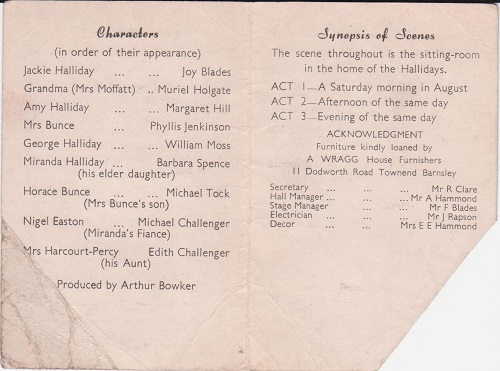 Characters
(in order of their appearance)
Jackie Halliday ... ... Joy Blades
Grandma (Mrs Moffatt) .. Muriel Holgate
Amy Halliday ... ... Margaret Hill
Mrs Bunce ... Phyllis Jenkinson
George Halliday ... ... William Moss
Miranda Halliday ... Barbara Spence
(his elder daughter)
Horace Bunce ... ... Michael Tock
(Mrs Bunce's son)
Nigel Easton ... Michael Challenger
(Miranda's Fiance)
Mrs Harcourt-Percy Edith Challenger
(his Aunt)
Produced by Arthur Bowker
Synopsis of Scenes
The scene throughout is the sitting-room
in the home of the Hallidays.
ACT 1—A Saturday morning in August
ACT 2—Afternoon of the same day
ACT 3—Evening of the same day
ACKNOWLEDGMENT
Furniture kindly loaned by
A WRAGG House Furnishers
11 Dodworth Road Townend Barnsley
Secretary ... ... ... Mr R Clare
Hall Manager ... ... ... Mr A Hammond
Stage Manager ... ... Mr F Blades
Electrician ... ... ... Mr J Rapson
Decor ... ... ... Mrs E E Hammond